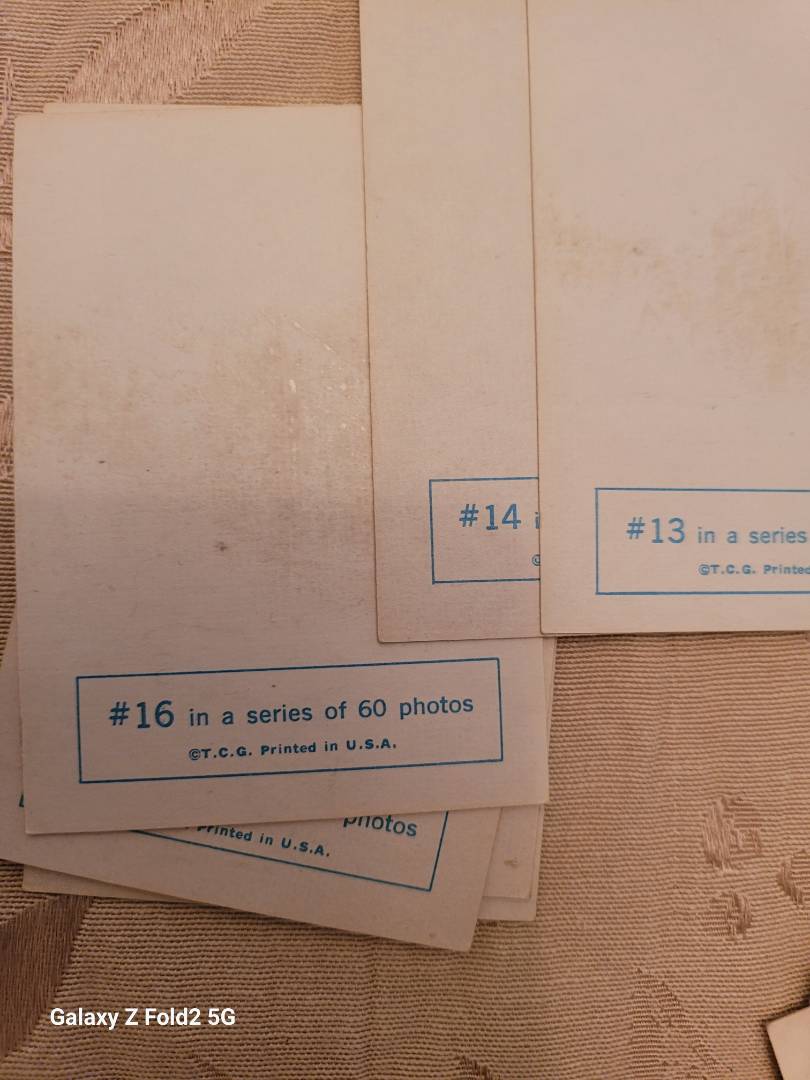 #14
#13 in a series
©T.C.G. Printed
#16 in a series of 60 photos
©T.C.G. Printed in U.S.A.
photos
Printed in U.S.A.
Galaxy Z Fold2 5G